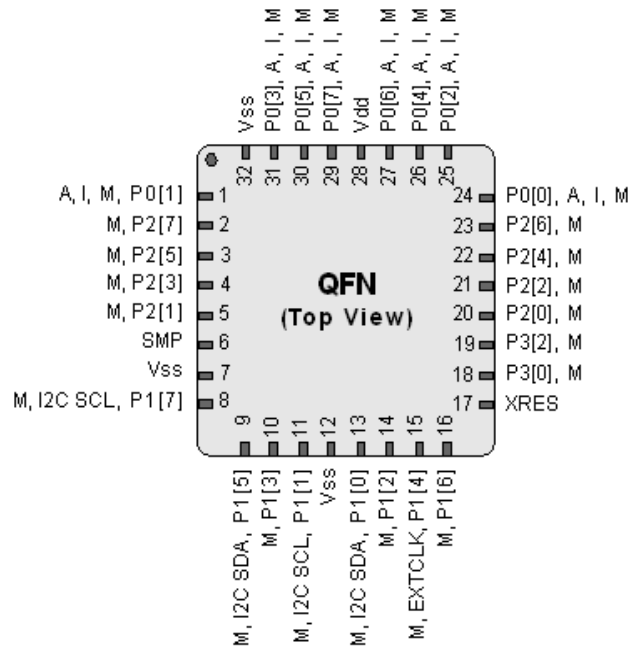 Vss
P0[3], A, I, M
P0[5], A, I, M
P0[7], A, I, M
Vdd
P0[6], A, I, M
P0[4], A, I, M
P0[2], A, I, M
32
31
30
29
28
27
26
25
A, I, M, P0[1]
1
M, P2[7]
2
M, P2[5]
3
M, P2[3]
4
M, P2[1]
5
SMP
6
Vss
7
M, I2C SCL, P1[7]
8
QFN
(Top View)
24
P0[0], A, I, M
23
P2[6], M
22
P2[4], M
21
P2[2], M
20
P2[0], M
19
P3[2], M
18
P3[0], M
17
XRES
9
10
11
12
13
14
15
16
M, I2C SDA, P1[5]
M, P1[3]
M, I2C SCL, P1[1]
Vss
M, I2C SDA, P1[0]
M, P1[2]
M, EXTCLK, P1[4]
M, P1[6]